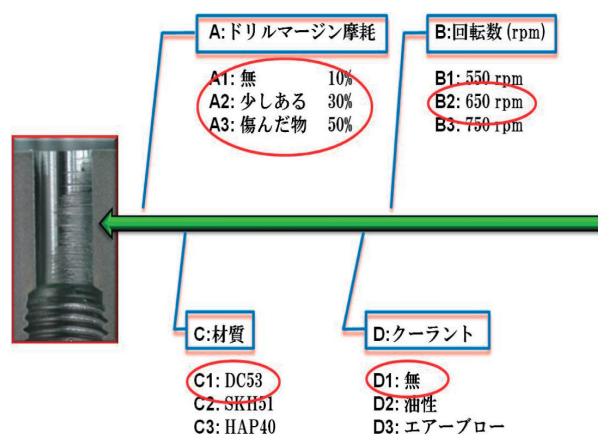 A:ドリルマージン摩耗
A1: 無 10%
A2: 少しある 30%
A3: 傷んだ物 50%
B:回転数 (rpm)
B1: 550 rpm
B2: 650 rpm
B3: 750 rpm
C:材質
C1: DC53
C2: SKH51
C3: HAP40
D:クーラント
D1: 無
D2: 油性
D3: エアーブロー